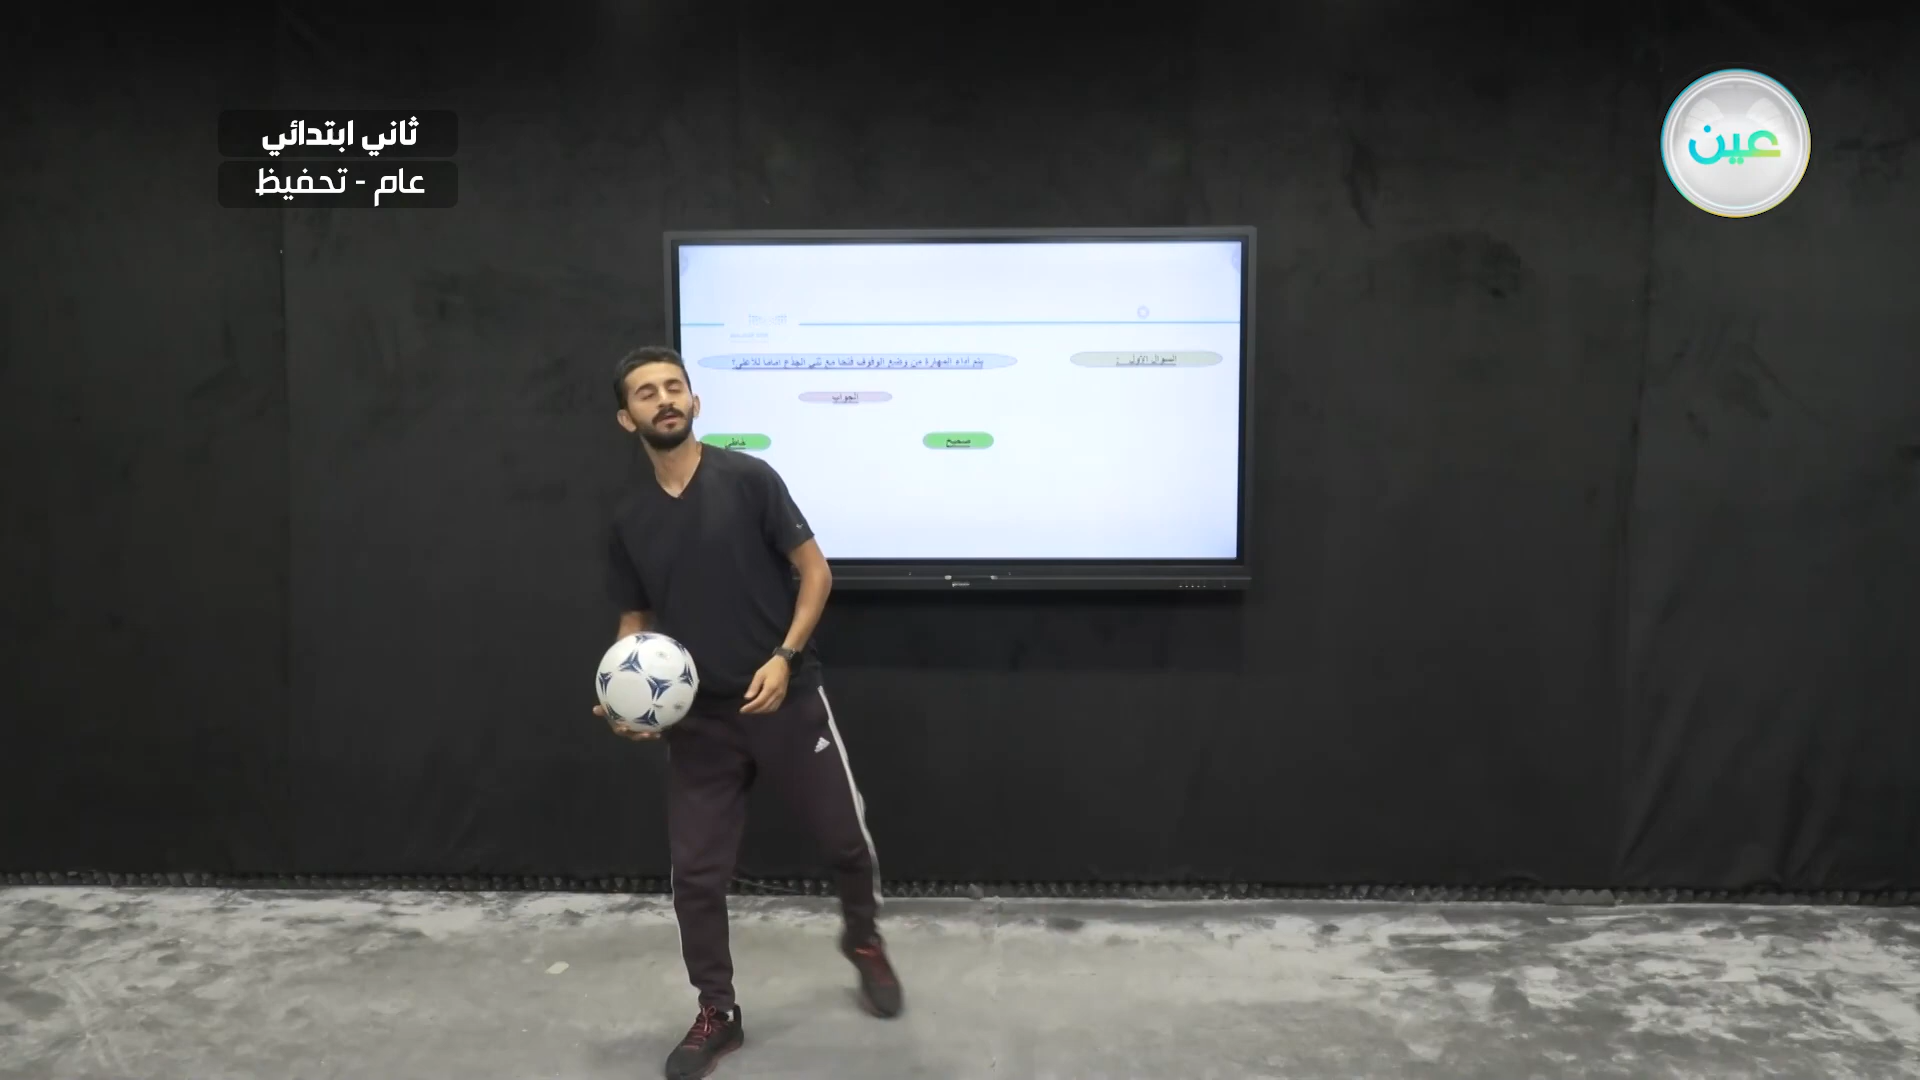 ثاني ابتدائي
عام - تحفيظ
عين
السؤال الأول :
يتم أداء المهارة من وضع الوقوف فتحا مع ثني الجذع اماما للأعلى؟
الجواب
صحيح
خاطئ